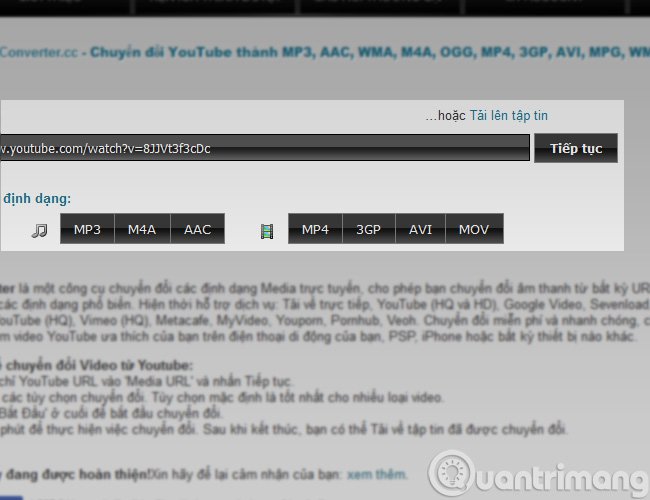 Converter.cc - Chuyển đổi YouTube thành MP3, AAC, WMA, M4A, OGG, MP4, 3GP, AVI, MPG, WM
...hoặc Tải lên tập tin
w.youtube.com/watch?v=8JJVt3f3cDc
Tiếp tục
định dạng:
MP3 M4A AAC MP4 3GP AVI MOV
ter là một công cụ chuyển đổi các định dạng Media trực tuyến, cho phép bạn chuyển đổi âm thanh từ bất kỳ UR
các định dạng phổ biến. Hiện thời hỗ trợ dịch vụ: Tải về trực tiếp, YouTube (HQ và HD), Google Video, Sevenload
ouTube (HQ), Vimeo (HQ), Metacafe, MyVideo, Youporn, Pornhub, Veoh. Chuyển đổi miễn phí và nhanh chóng, c
m video YouTube ưa thích của bạn trên điện thoại di động của bạn, PSP, iPhone hoặc bất kỳ thiết bị nào khác.
chuyển đổi Video từ Youtube:
chỉ YouTube URL vào 'Media URL' và nhấn Tiếp tục.
các tùy chọn chuyển đổi. Tùy chọn mặc định là tốt nhất cho nhiều loại video.
Bắt Đầu' ở cuối để bắt đầu chuyển đổi.
phút để thực hiện việc chuyển đổi. Sau khi kết thúc, bạn có thể Tải về tập tin đã được chuyển đổi.
đang được hoàn thiện!Xin hãy để lại cảm nhận của bạn: xem thêm.
Quantrimang